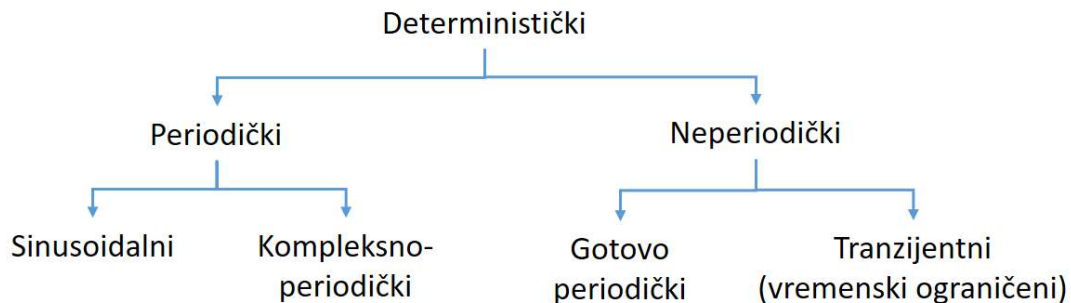 Deterministički
Periodički
Neperiodički
Sinusoidalni
Kompleksno-
periodički
Gotovo
periodički
Tranzijentni
(vremenski ograničeni)